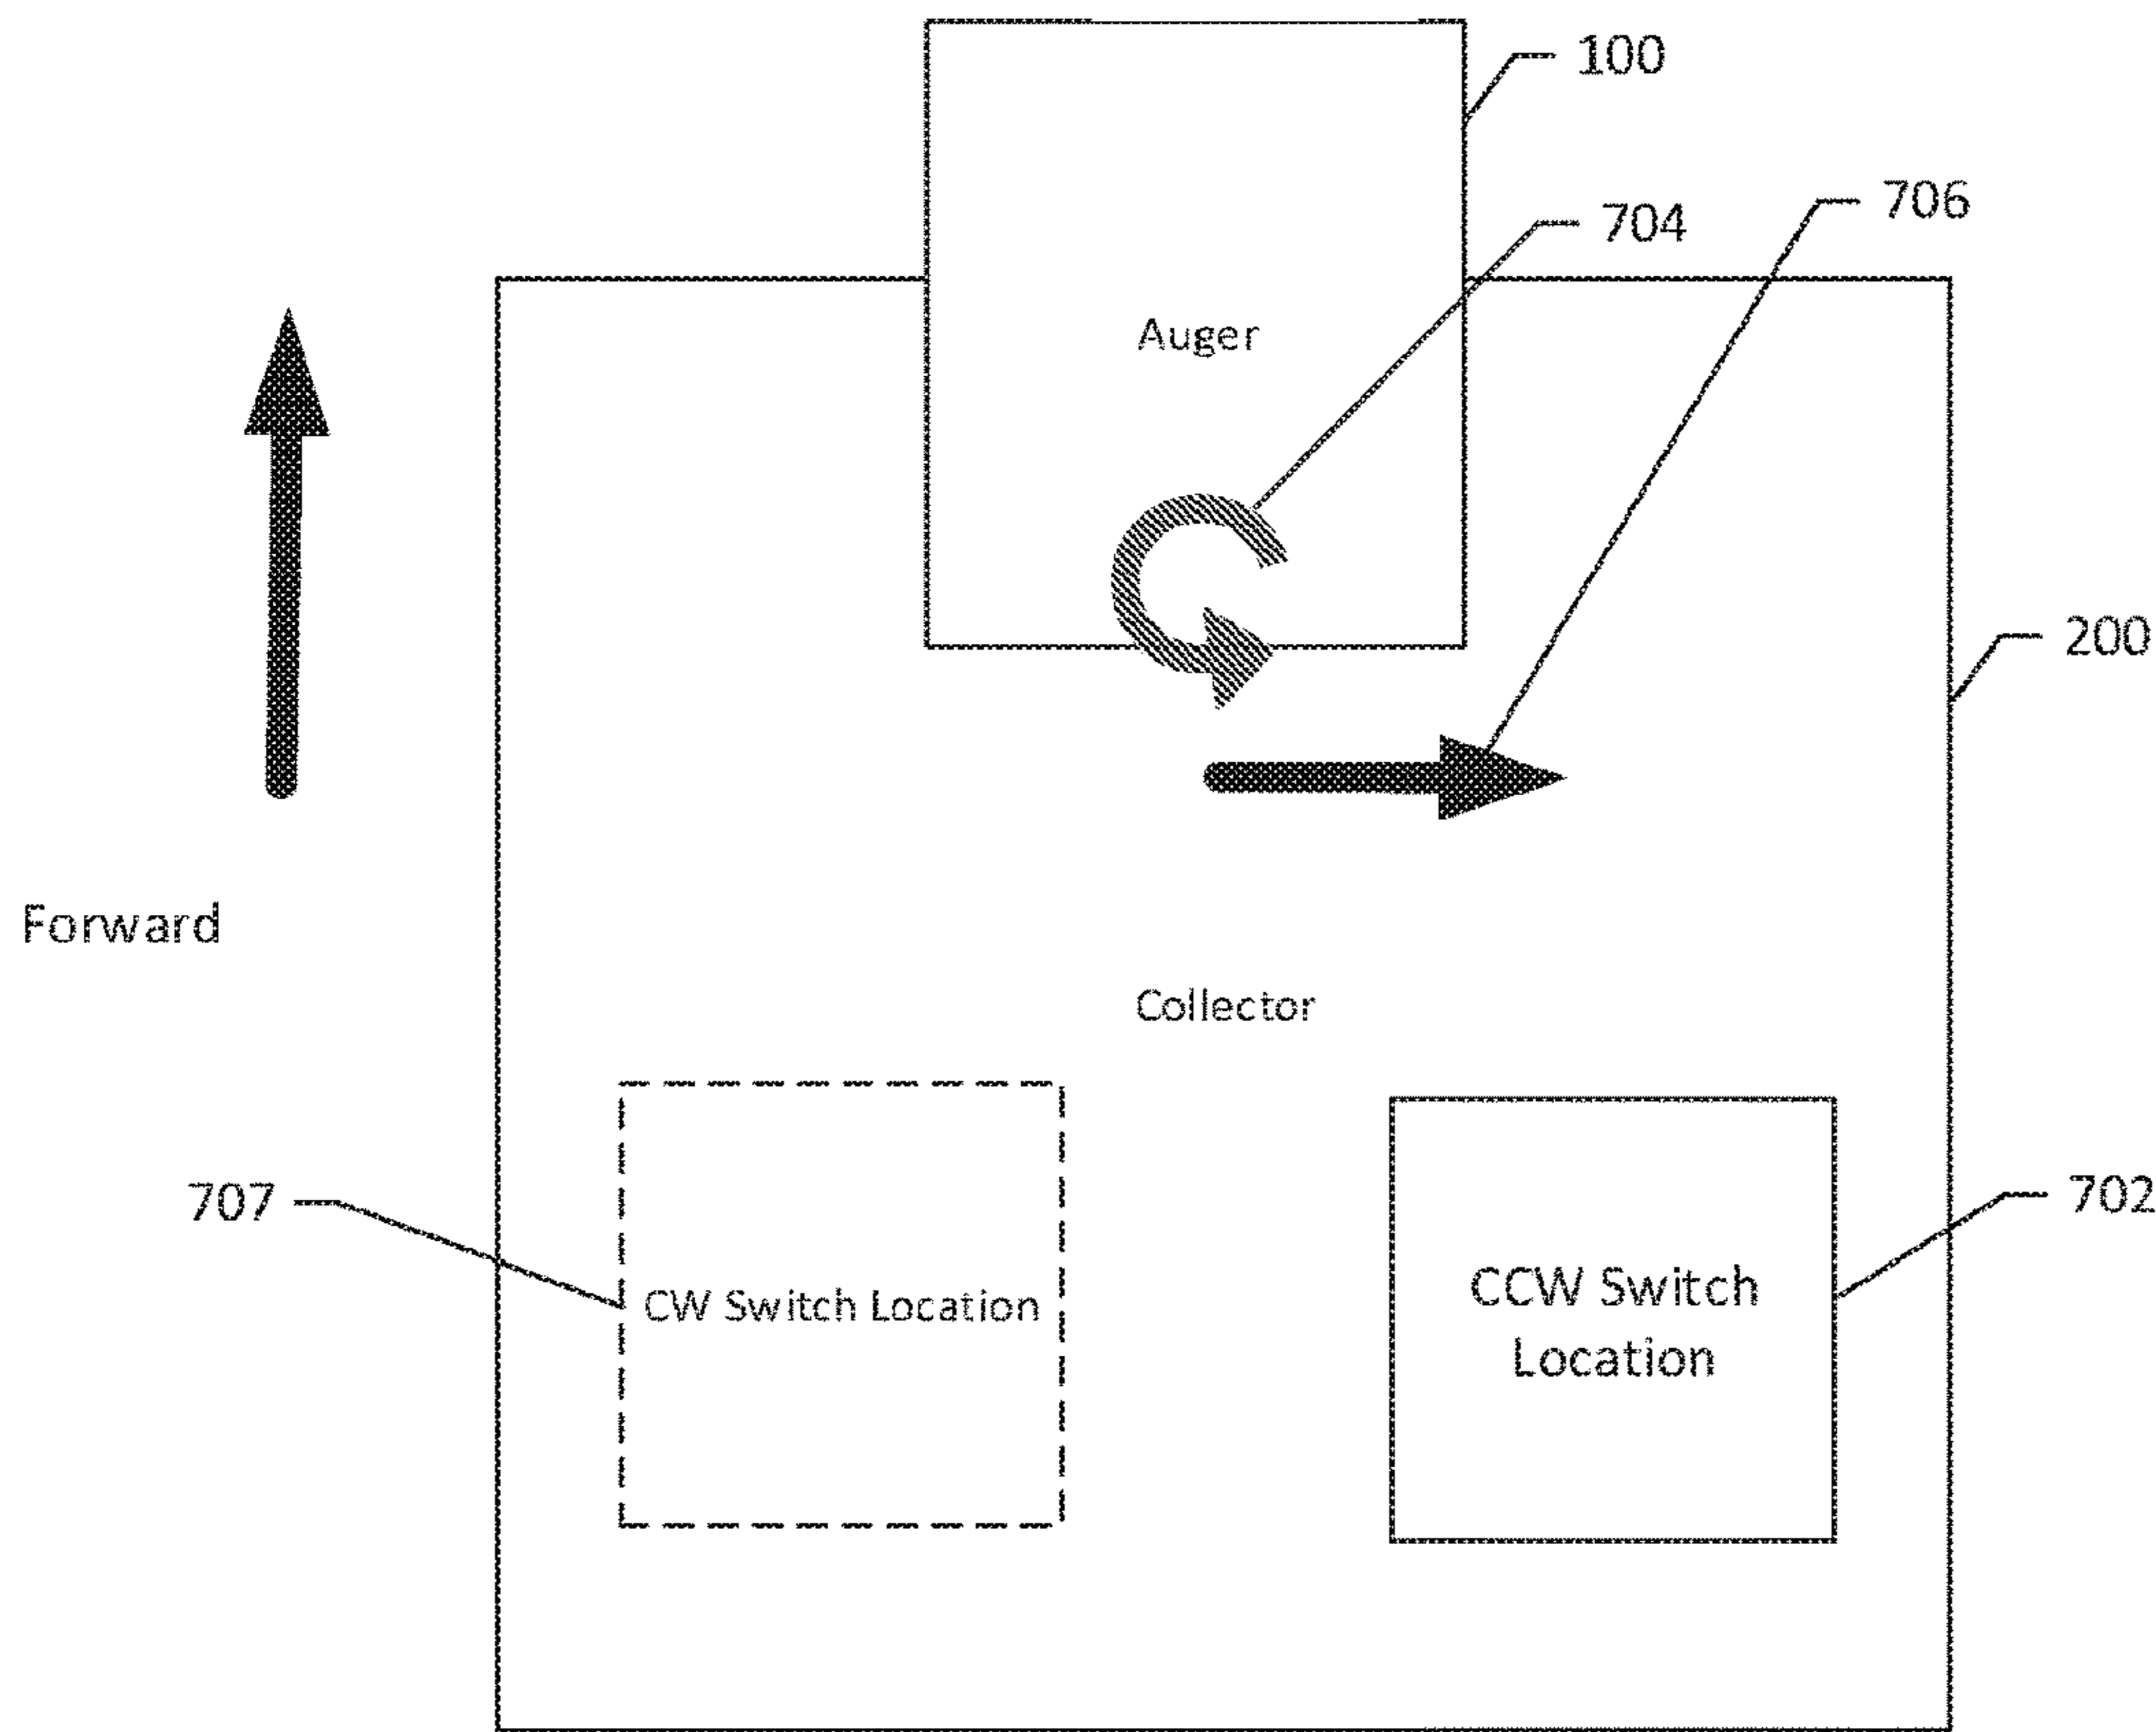 100
706
704
Auger
200
Forward
Collector
707
702
CW Switch Location
CCW Switch
Location